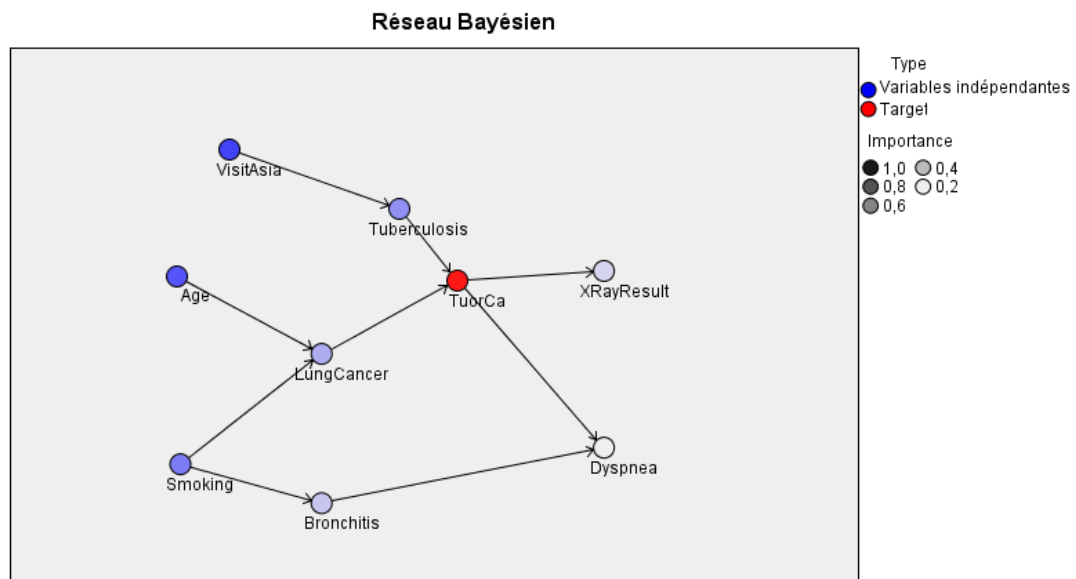 Réseau Bayésien
Type
Variables indépendantes
Target
Importance
1,0 0,4
0,8 0,2
0,6
VisitAsia
Tuberculosis
Age
TuorCa
XRayResult
LungCancer
Smoking
Bronchitis
Dyspnea